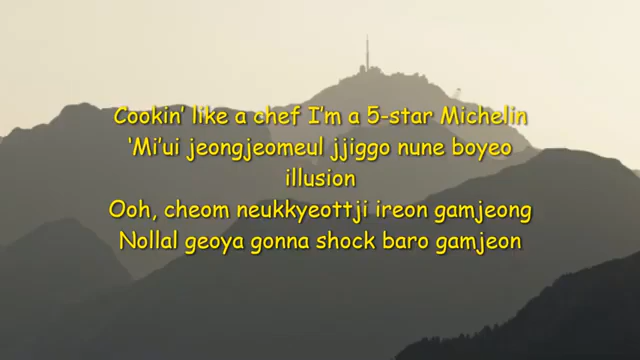 Cookin' like a chef I'm a 5-star Michelin
'Mi'ui jeongjeomeul jjiggo nune boyeo
illusion
Ooh, cheom neukkyeottji ireon gamjeong
Nollal geoya gonna shock baro gamjeon